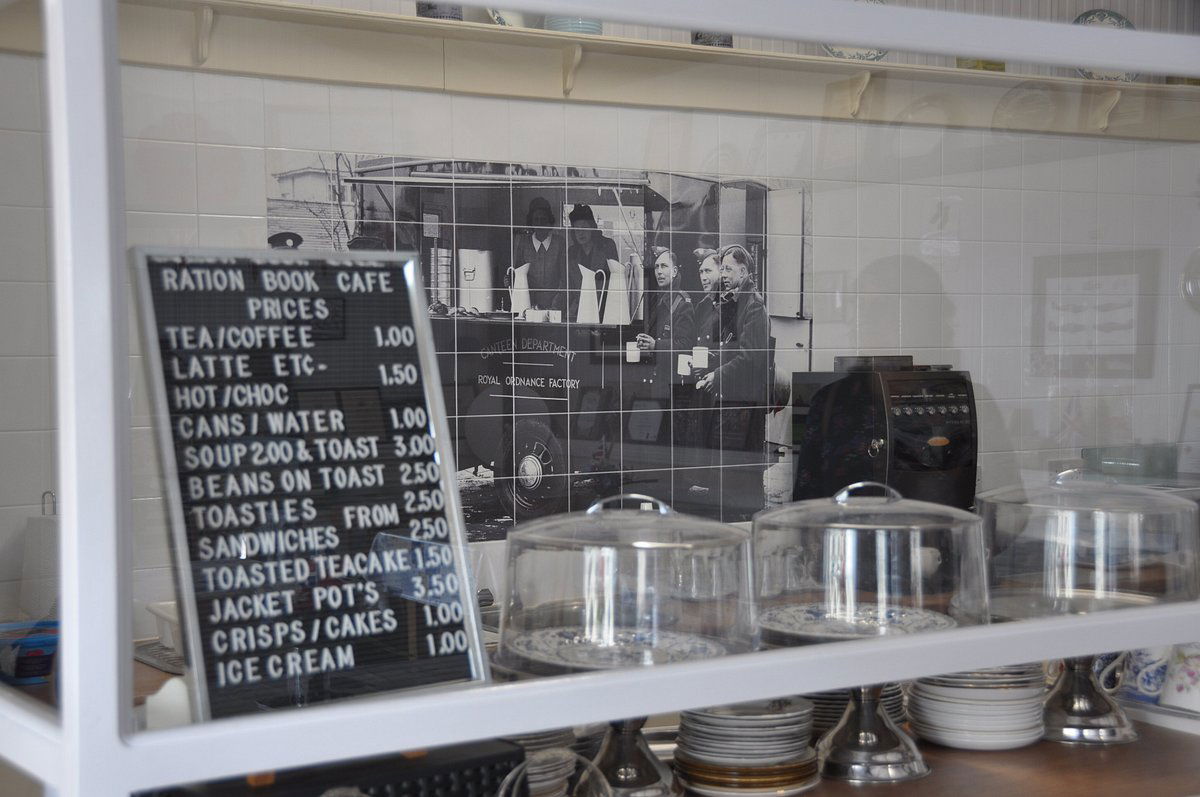 RATION BOOK CAFE
PRICES
TEA/COFFEE 1.00
LATTE ETC-
HOT/CHOC 1.50
CANS/WATER 1.00
SOUP 2.00 & TOAST 3.00
BEANS ON TOAST 2.50
TOASTIES FROM 2.50
SANDWICHES 2.50
TOASTED TEACAKE 1.50
JACKET POT'S 3.50
CRISPS/CAKES 1.00
ICE CREAM 1.00
CANTEEN DEPARTMENT
ROYAL ORDNANCE FACTORY